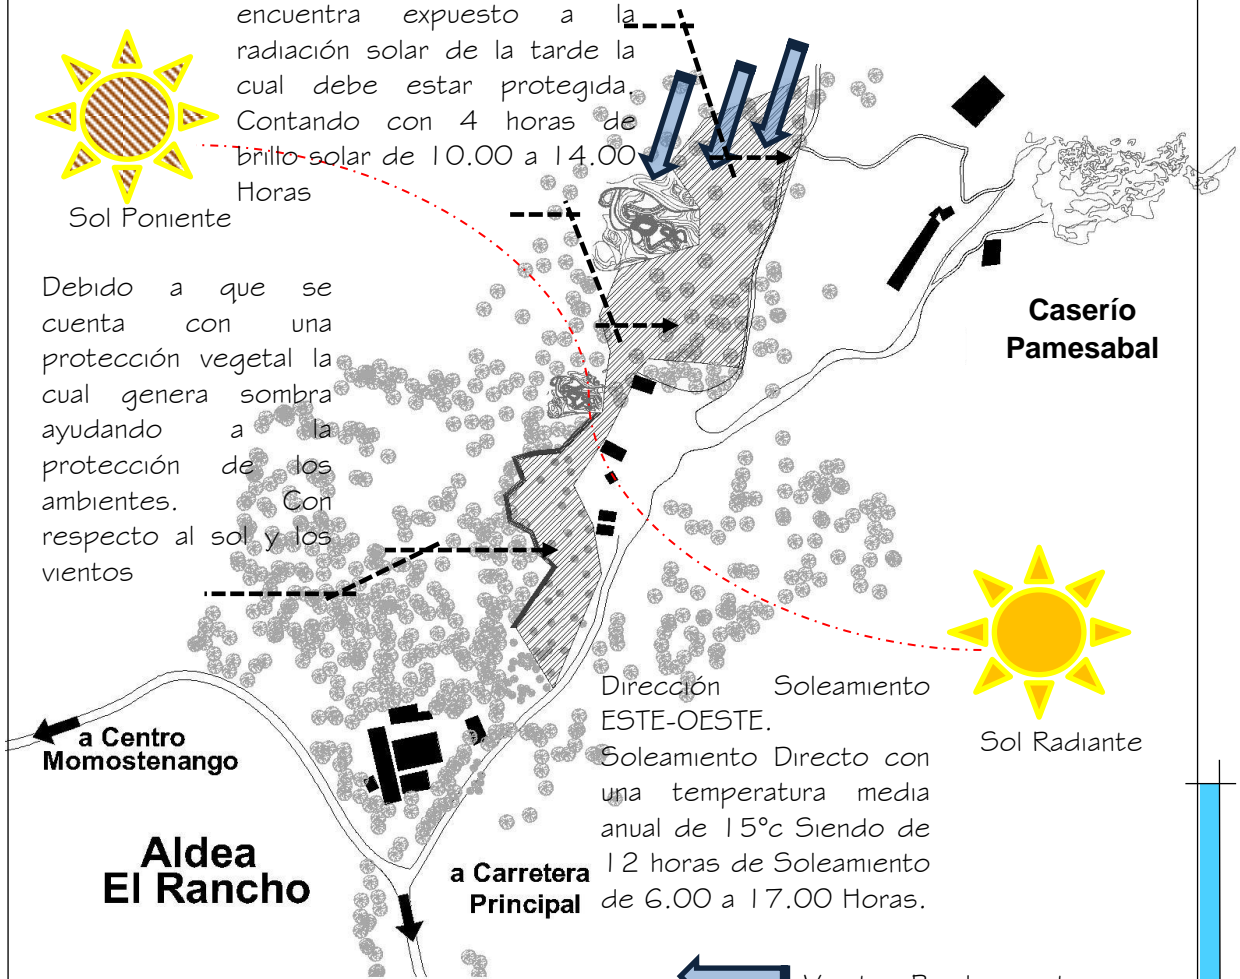 encuentra expuesto a la
radiación solar de la tarde la
cual debe estar protegida.
Contando con 4 horas de
brillo solar de 10.00 a 14.00
Horas
Sol Poniente
Debido a que se
cuenta con una
protección vegetal la
cual genera sombra
ayudando a la
protección de los
ambientes. Con
respecto al sol y los
vientos
Caserío
Pamesabal
Dirección Soleamiento
ESTE-OESTE.
Soleamiento Directo con
una temperatura media
anual de 15°c Siendo de
12 horas de Soleamiento
de 6.00 a 17.00 Horas.
Sol Radiante
a Centro
Momostenango
Aldea
El Rancho
a Carretera
Principal